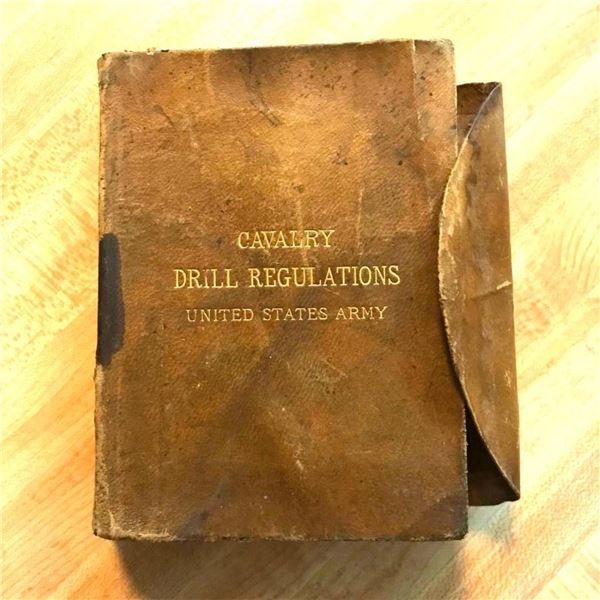 CAVALRY
DRILL REGULATIONS
UNITED STATES ARMY